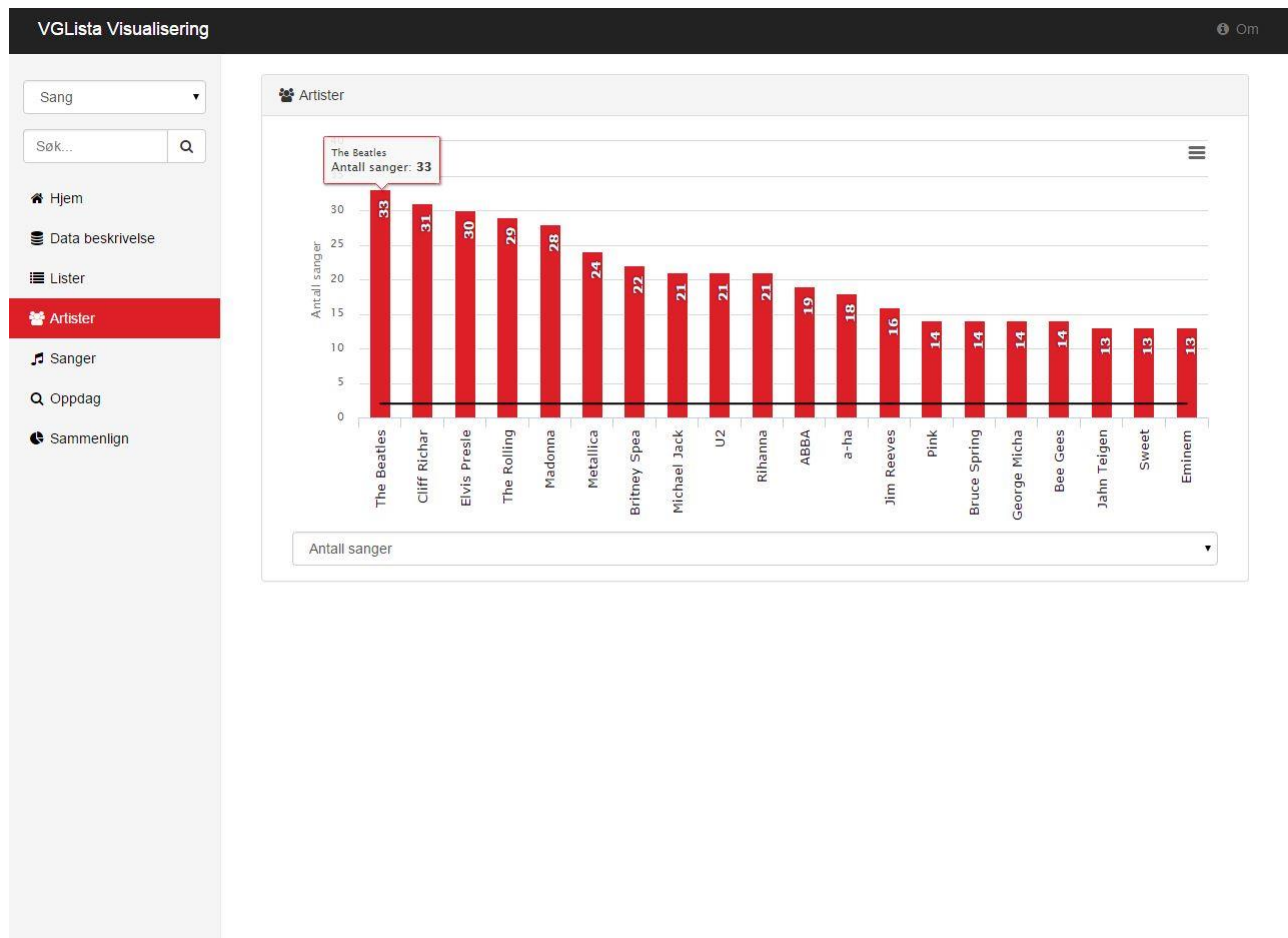 VGLista Visualisering
Om
Sang
Søk...
Hjem
Data beskrivelse
Lister
Artister
Sanger
Oppdag
Sammenlign
Artister
The Beatles
Antall sanger: 33
30
25
20
15
10
5
0
Antall sanger
33
31
30
29
28
24
22
21
21
21
19
18
16
14
14
14
14
13
13
13
The Beatles
Cliff Richar
Elvis Presle
The Rolling
Madonna
Metallica
Britney Spea
Michael Jack
U2
Rihanna
ABBA
a-ha
Jim Reeves
Pink
Bruce Spring
George Micha
Bee Gees
Jahn Teigen
Sweet
Eminem
Antall sanger